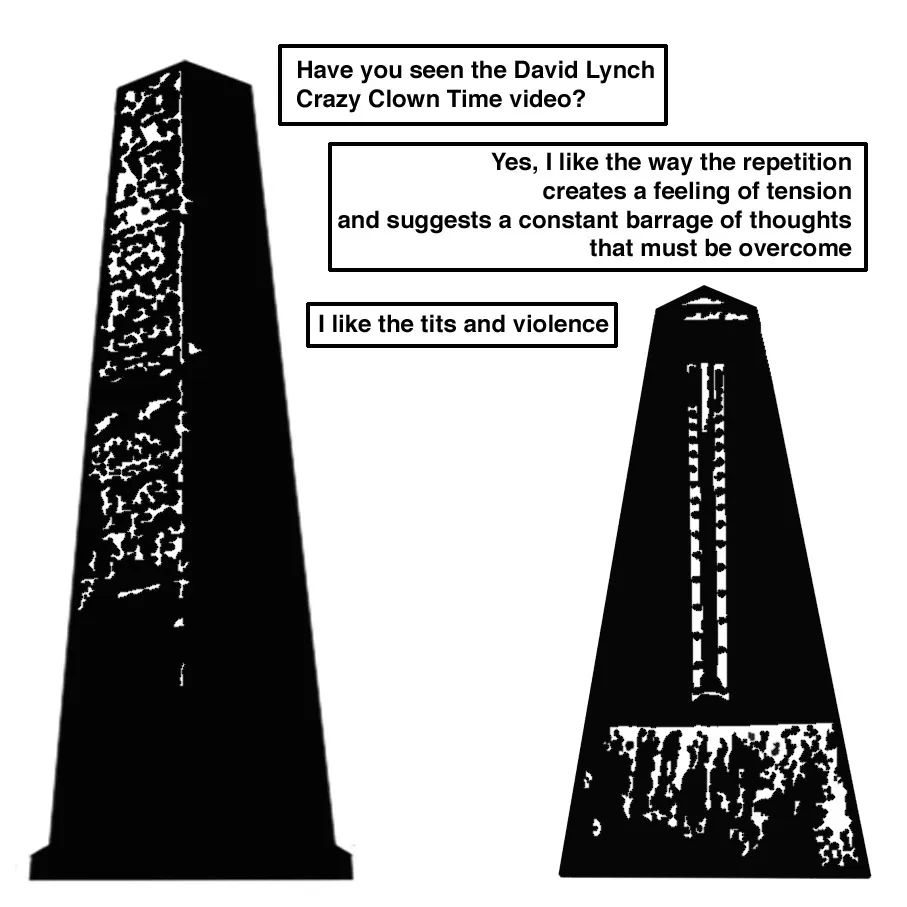 Have you seen the David Lynch
Crazy Clown Time video?
Yes, I like the way the repetition
creates a feeling of tension
and suggests a constant barrage of thoughts
that must be overcome
I like the tits and violence